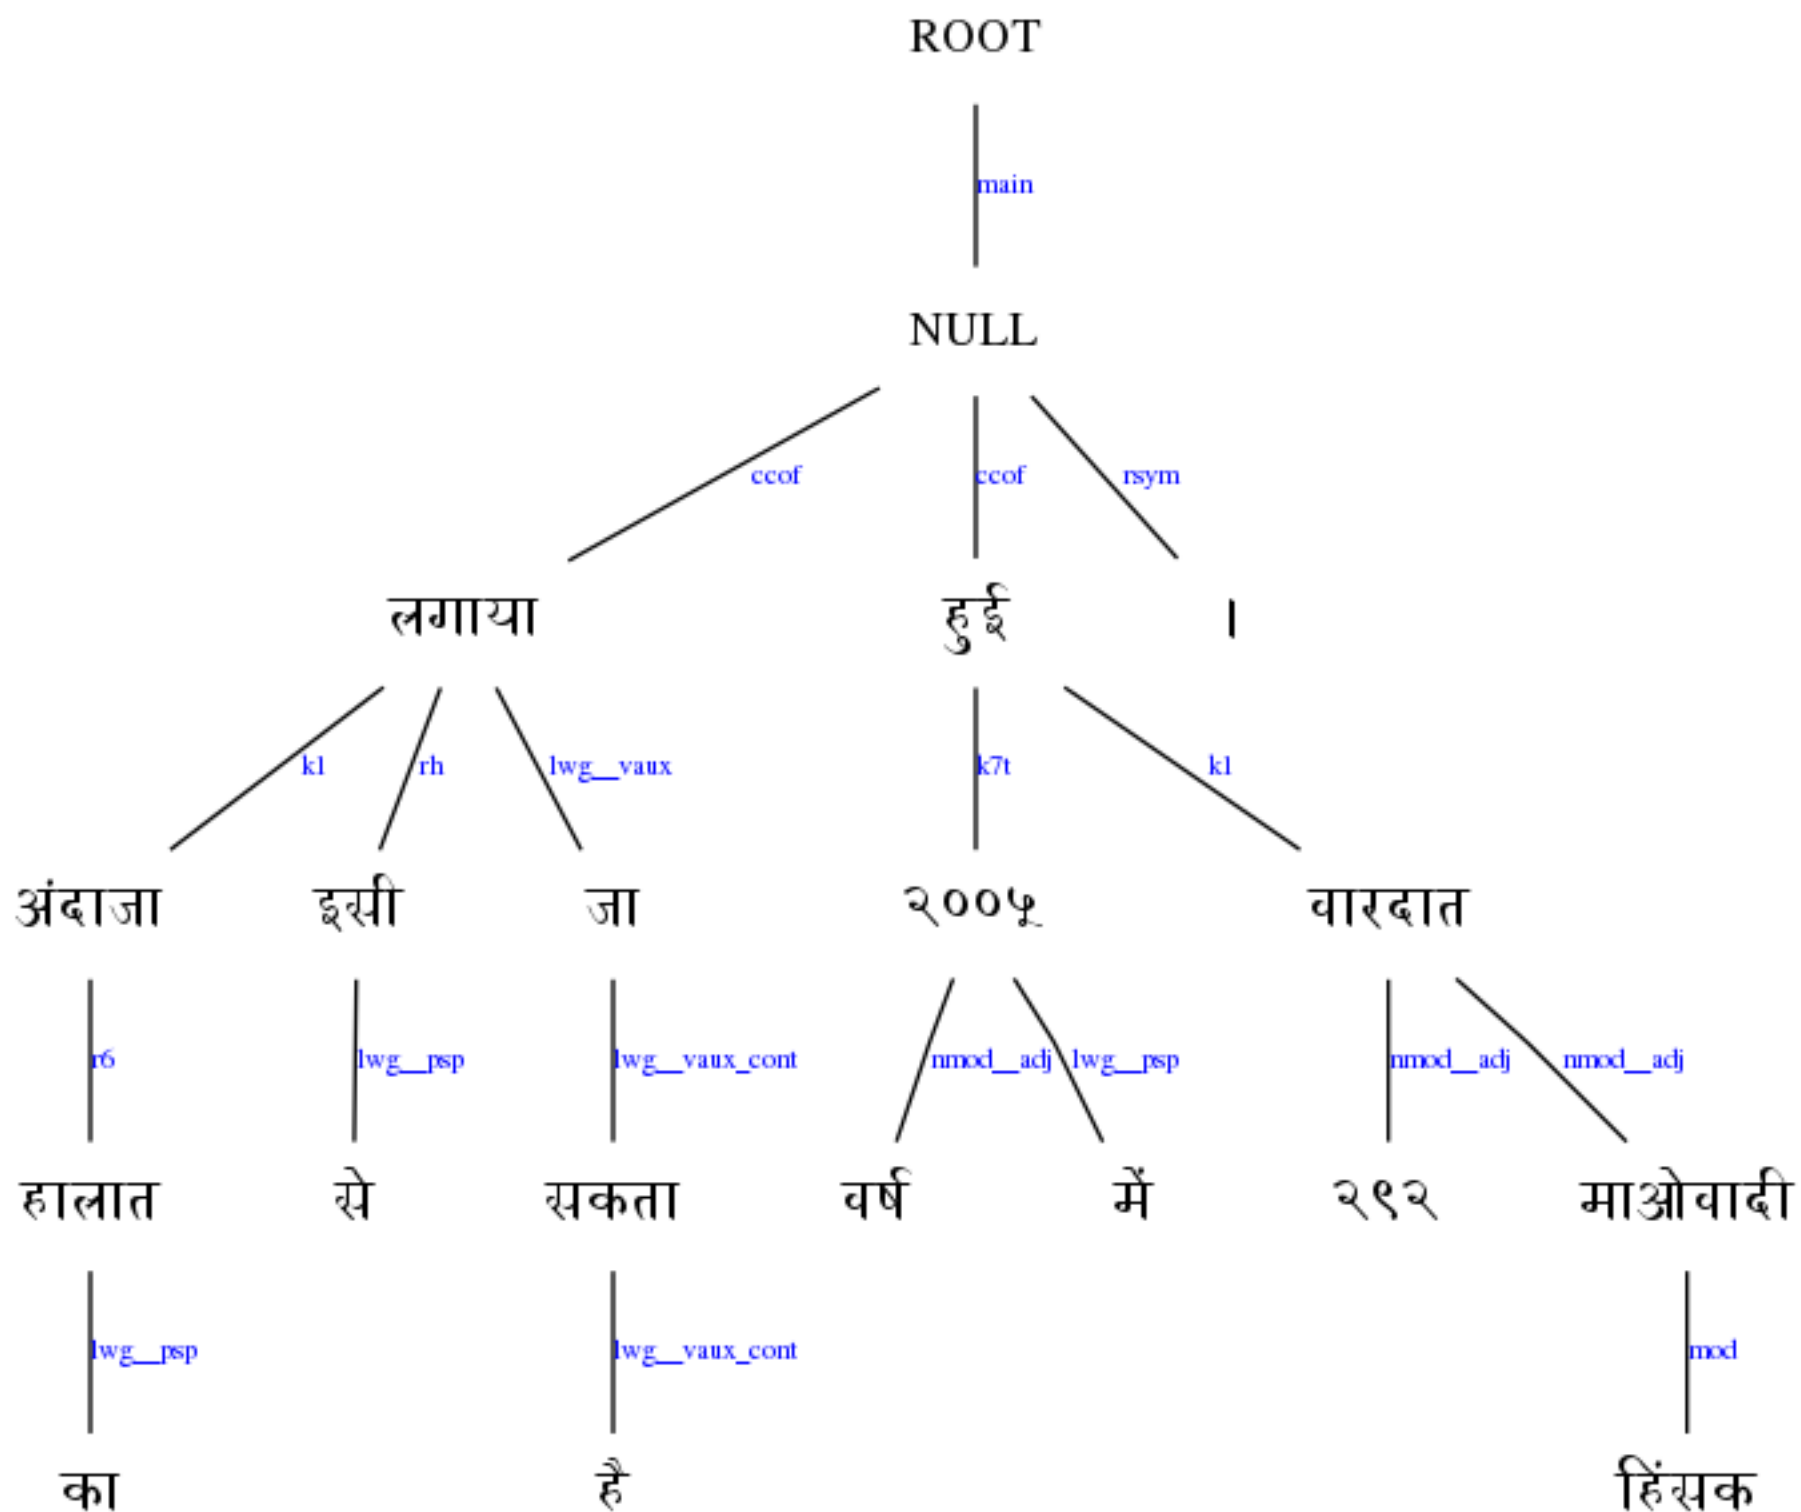 ROOT
main
NULL
ccof ccof rsym
लगाया हुई ।
k1 rh lwg__vaux k7t k1
अंदाजा इसी जा २००५ वारदात
r6 lwg__psp lwg__vaux_cont nmod__adj lwg__psp nmod__adj nmod__adj
हालात से सकता वर्ष में २९२ माओवादी
lwg__psp lwg__vaux_cont mod
का है हिंसक